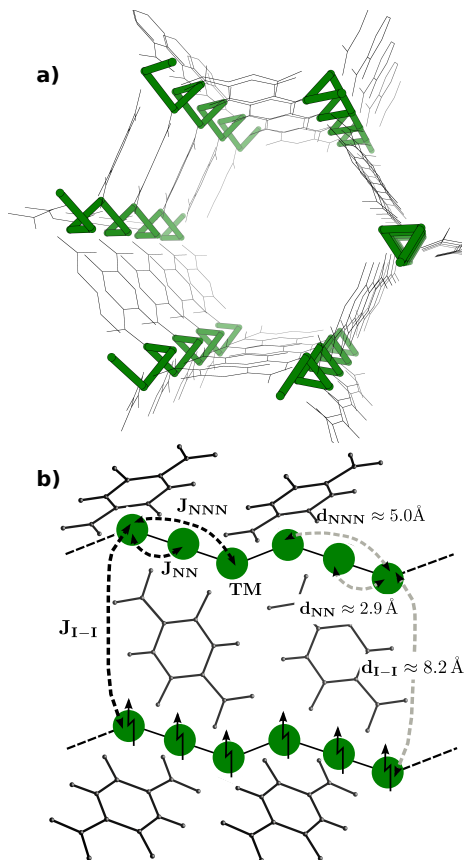 a)
b)
J_NNN
d_NNN ≈ 5.0Å
J_NN
TM
d_NN ≈ 2.9 Å
J_I-I
d_I-I ≈ 8.2 Å